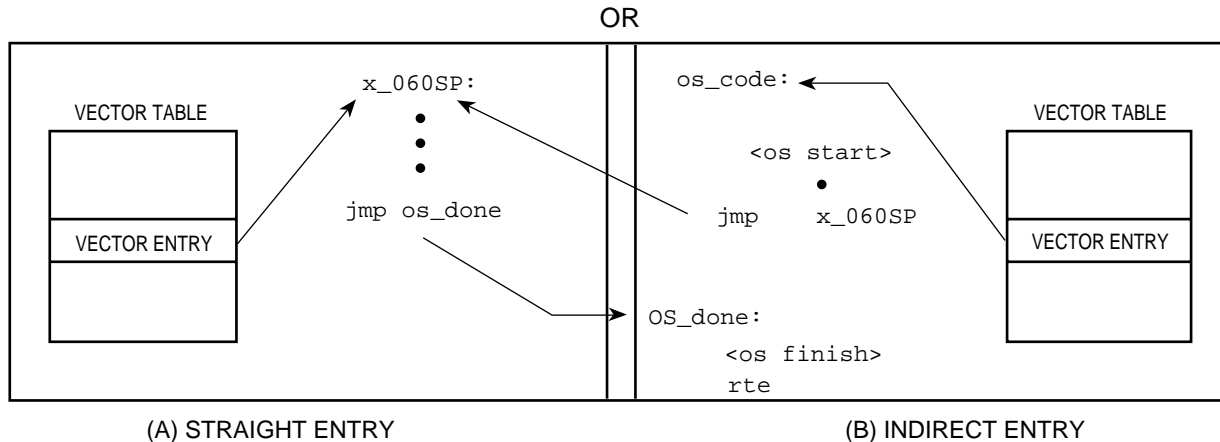 OR
x_060SP:
VECTOR TABLE
jmp os_done
VECTOR ENTRY
os_code:
VECTOR TABLE
<os start>
jmp x_060SP
VECTOR ENTRY
OS_done:
<os finish>
rte
(A) STRAIGHT ENTRY
(B) INDIRECT ENTRY